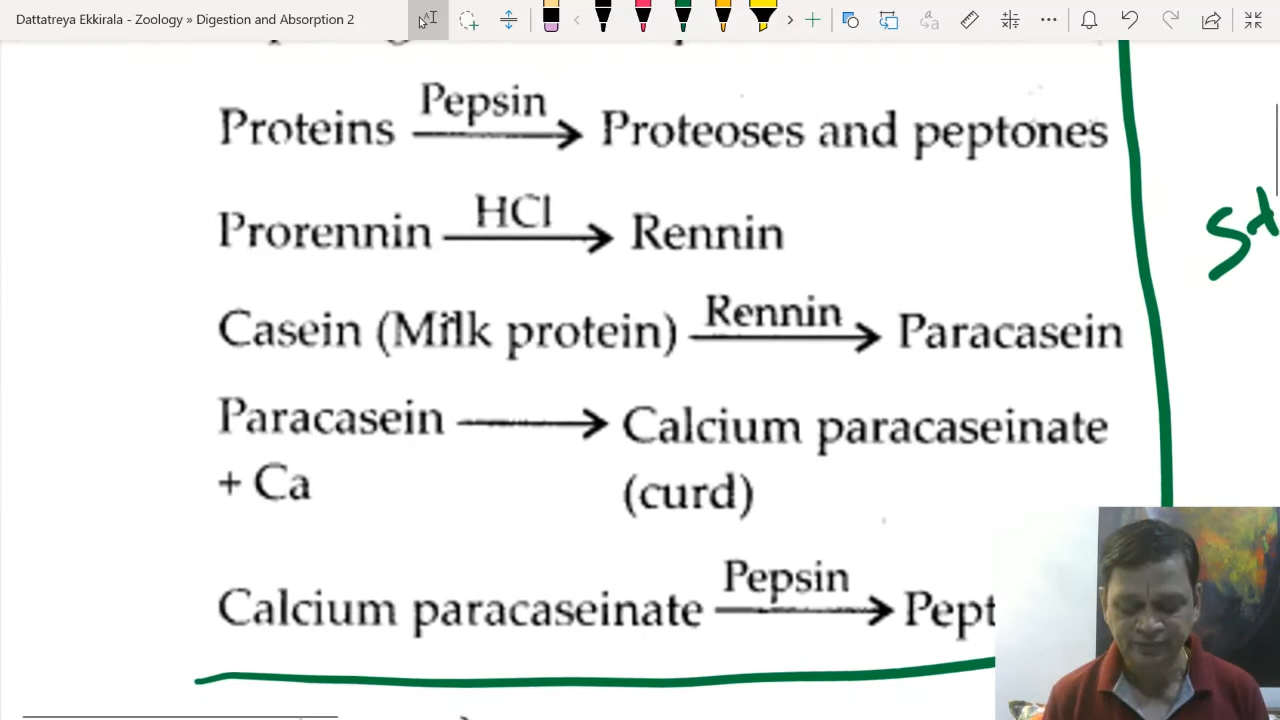 Dattatreya Ekkirala - Zoology » Digestion and Absorption 2
Proteins Pepsin → Proteoses and peptones
Prorennin HCl → Rennin
Casein (Milk protein) Rennin → Paracasein
Paracasein → Calcium paracaseinate
+ Ca (curd)
Calcium paracaseinate Pepsin → Pept